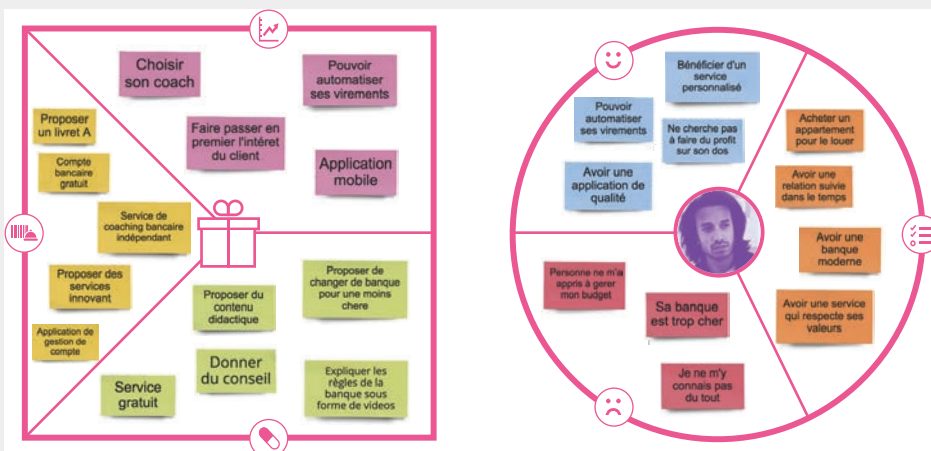 Choisir
son coach
Pouvoir
automatiser
ses virements
Faire passer en
premier l'intéret
du client
Application
mobile
Proposer
un livret A
Compte
bancaire
gratuit
Service de
coaching bancaire
indépendant
Proposer des
services
innovant
Application de
gestion de
compte
Proposer de
changer de banque
pour une moins
chere
Proposer du
contenu
didactique
Donner
du conseil
Service
gratuit
Expliquer les
règles de la
banque sous
forme de videos
Bénéficier d'un
service
personnalisé
Pouvoir
automatiser
ses virements
Ne cherche pas
à faire du profit
sur son dos
Avoir une
application de
qualité
Acheter un
appartement
pour le louer
Avoir une
relation suivie
dans le temps
Avoir une
banque
moderne
Avoir une service
qui respecte ses
valeurs
Personne ne m'a
appris à gerer
mon budget
Sa banque
est trop cher
Je ne m'y
connais pas
du tout